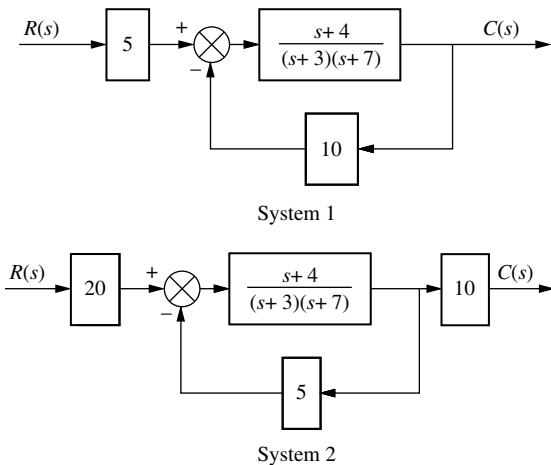 R(s)
5
+
−
s + 4
(s + 3)(s + 7)
C(s)
10
System 1
R(s)
20
+
−
s + 4
(s + 3)(s + 7)
10
C(s)
5
System 2